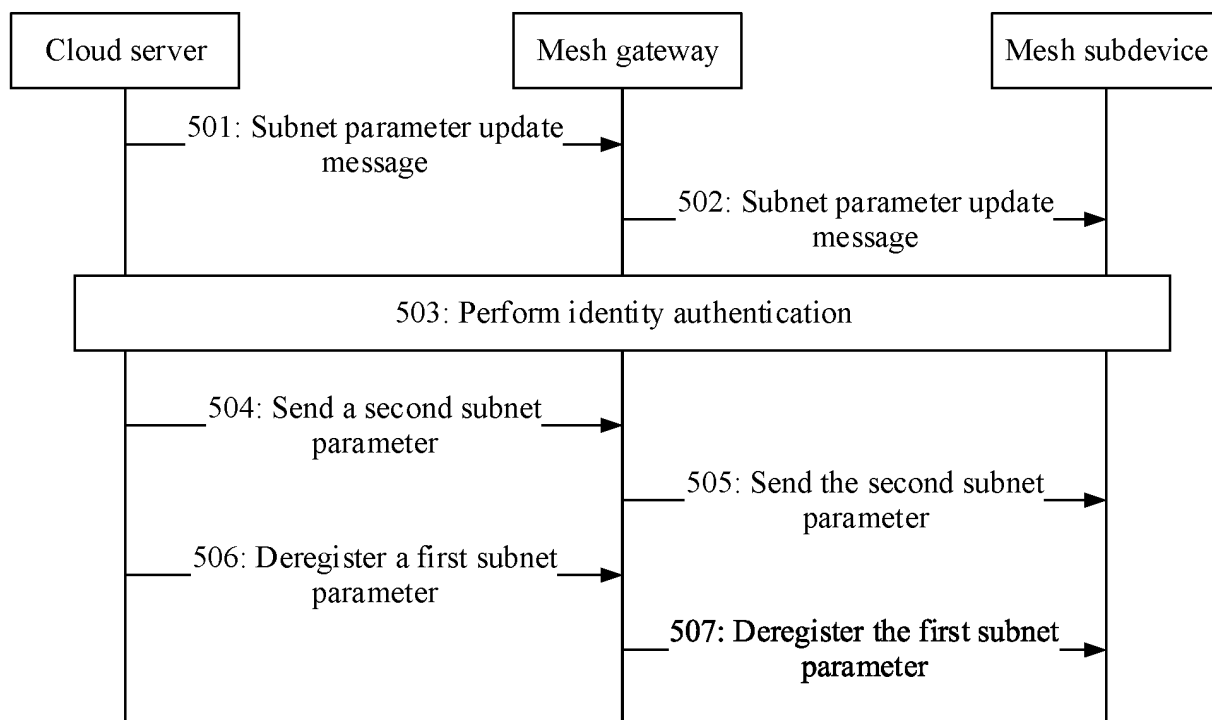 Cloud server
Mesh gateway
Mesh subdevice
501: Subnet parameter update
message
502: Subnet parameter update
message
503: Perform identity authentication
504: Send a second subnet
parameter
505: Send the second subnet
parameter
506: Deregister a first subnet
parameter
507: Deregister the first subnet
parameter